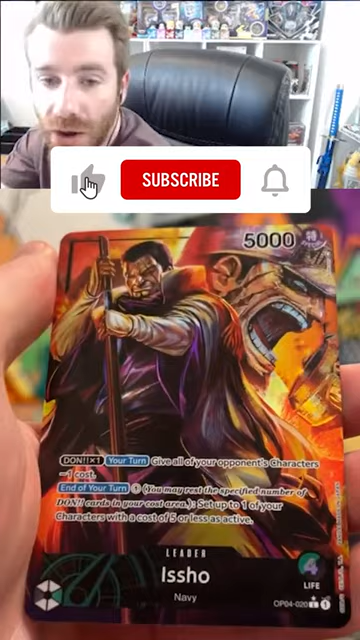 SUBSCRIBE
5000
DON!!×1 Your Turn Give all of your opponent's Characters
−1 cost.
End of Your Turn ① (You may rest the specified number of
DON!! cards in your cost area.): Set up to 1 of your
Characters with a cost of 5 or less as active.
LEADER
Issho
4
LIFE
Navy
OP04-020 L 1